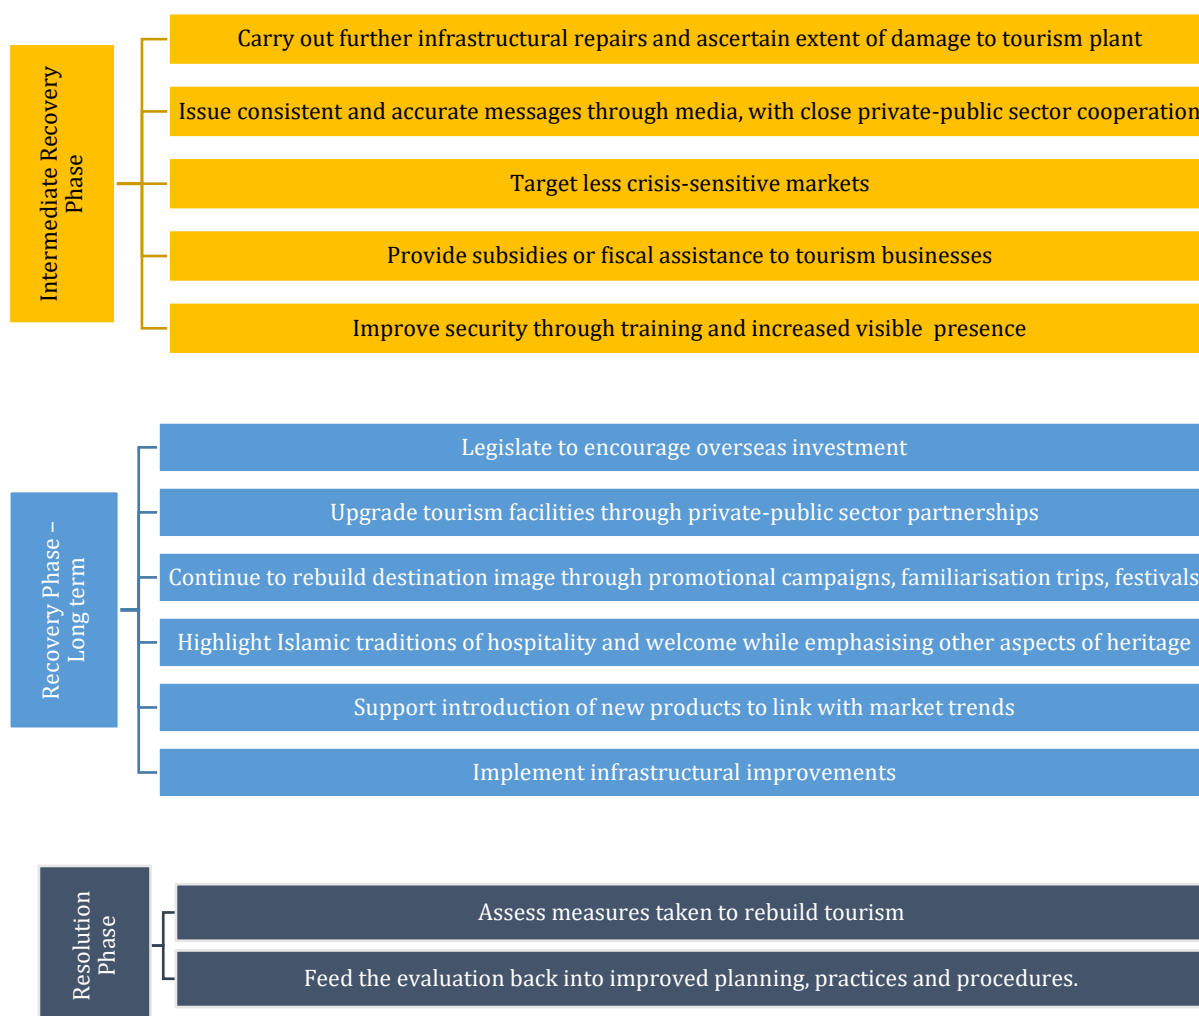 Intermediate Recovery
Phase
Carry out further infrastructural repairs and ascertain extent of damage to tourism plant
Issue consistent and accurate messages through media, with close private-public sector cooperation
Target less crisis-sensitive markets
Provide subsidies or fiscal assistance to tourism businesses
Improve security through training and increased visible presence
Recovery Phase –
Long term
Legislate to encourage overseas investment
Upgrade tourism facilities through private-public sector partnerships
Continue to rebuild destination image through promotional campaigns, familiarisation trips, festivals
Highlight Islamic traditions of hospitality and welcome while emphasising other aspects of heritage
Support introduction of new products to link with market trends
Implement infrastructural improvements
Resolution
Phase
Assess measures taken to rebuild tourism
Feed the evaluation back into improved planning, practices and procedures.